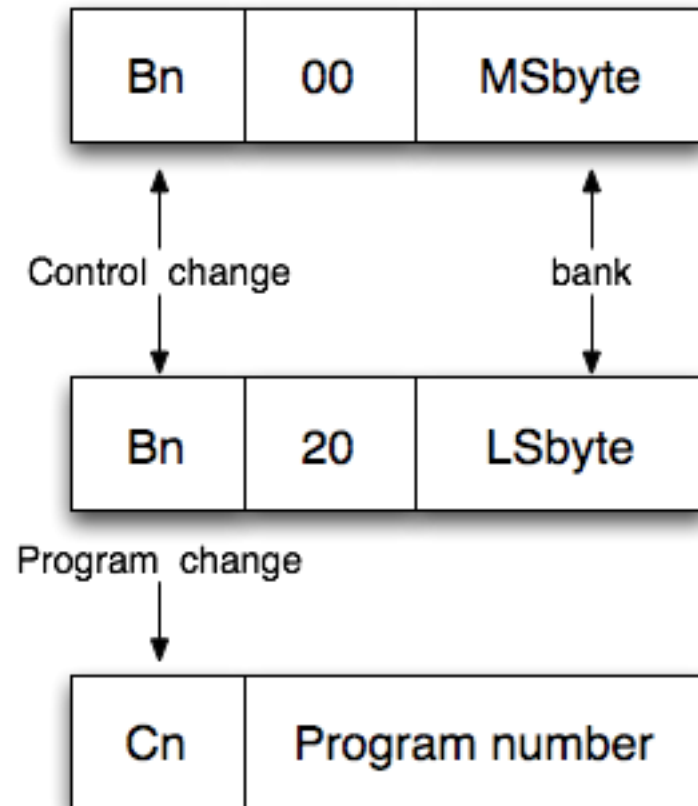 Bn 00 MSbyte
Control change bank
Bn 20 LSbyte
Program change
Cn Program number